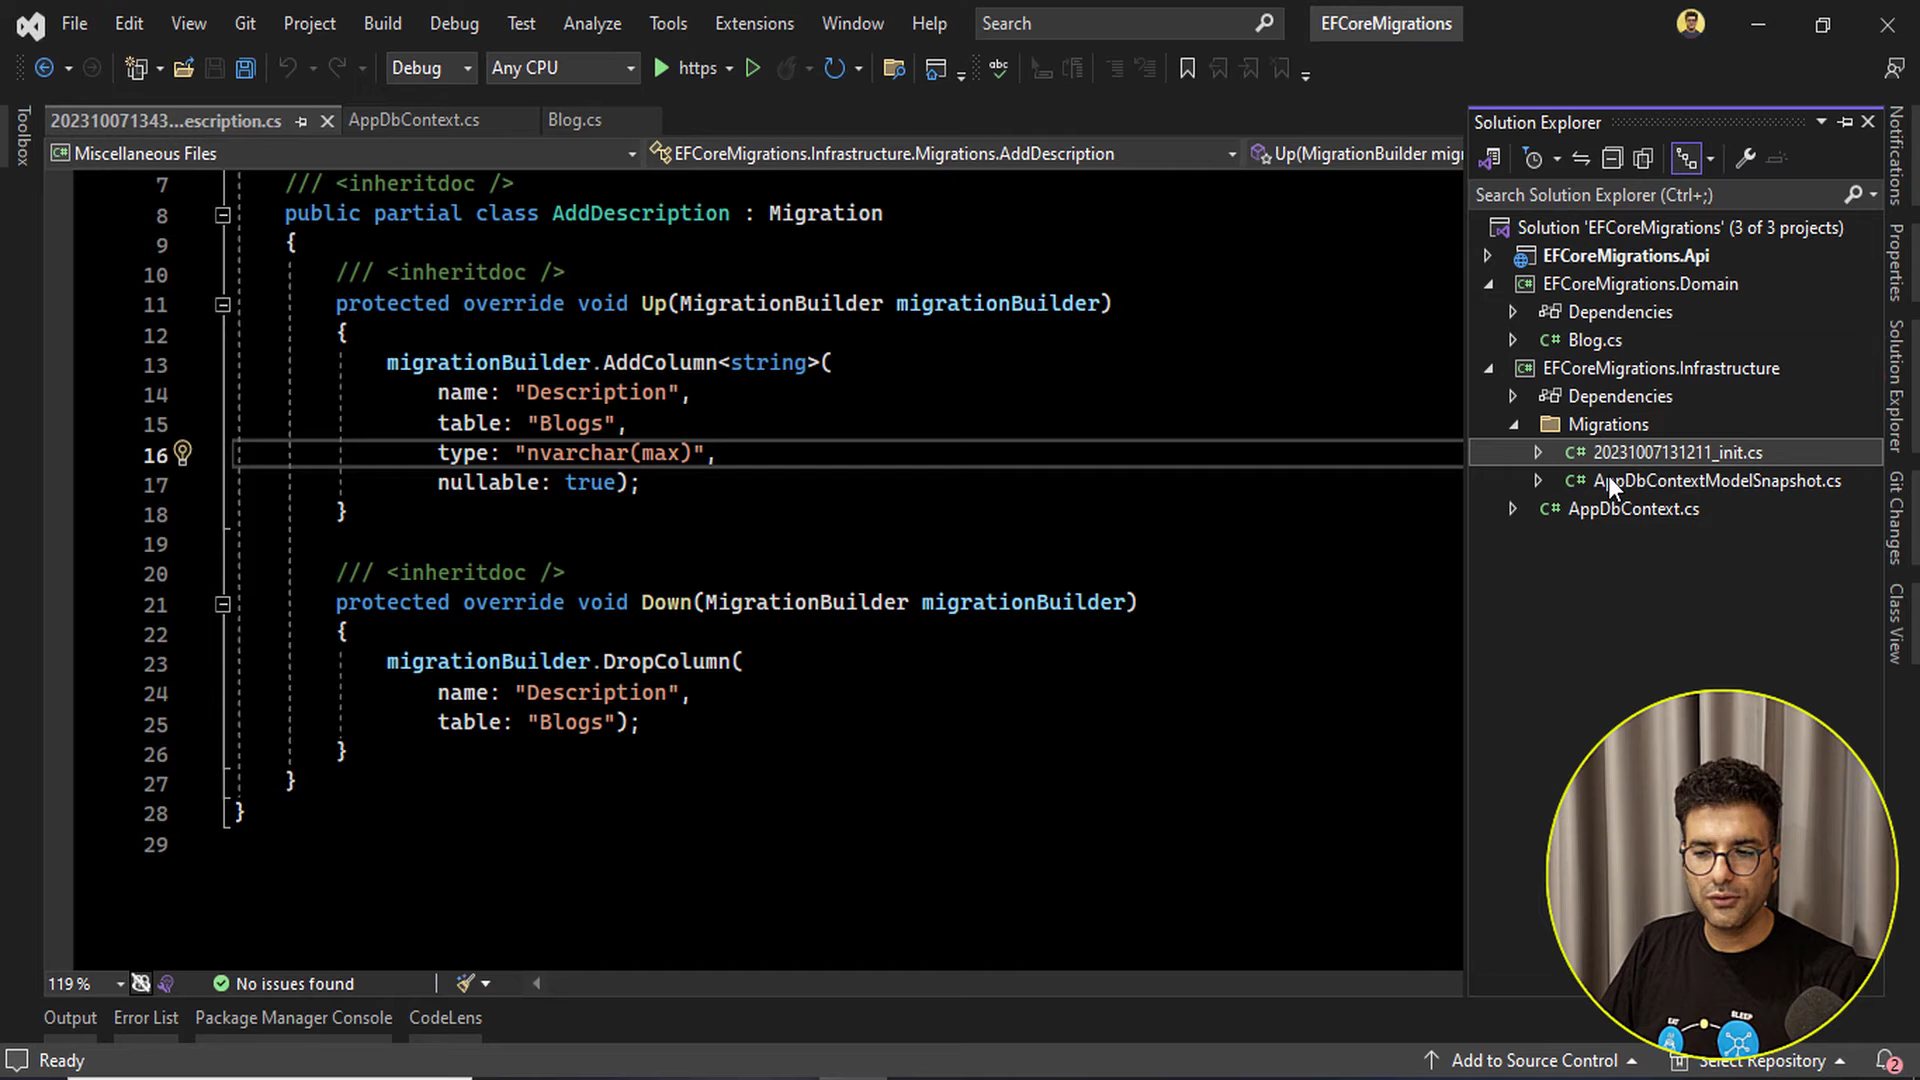 File Edit View Git Project Build Debug Test Analyze Tools Extensions Window Help Search EFCoreMigrations
Debug Any CPU https
202310071343...escription.cs AppDbContext.cs Blog.cs
Miscellaneous Files EFCoreMigrations.Infrastructure.Migrations.AddDescription Up(MigrationBuilder mig
7 /// <inheritdoc />
8 public partial class AddDescription : Migration
9 {
10 /// <inheritdoc />
11 protected override void Up(MigrationBuilder migrationBuilder)
12 {
13 migrationBuilder.AddColumn<string>(
14 name: "Description",
15 table: "Blogs",
16 type: "nvarchar(max)",
17 nullable: true);
18 }
19
20 /// <inheritdoc />
21 protected override void Down(MigrationBuilder migrationBuilder)
22 {
23 migrationBuilder.DropColumn(
24 name: "Description",
25 table: "Blogs");
26 }
27 }
28 }
29
119 % No issues found
Output Error List Package Manager Console CodeLens
Ready Add to Source Control Select Repository 2
Toolbox
Solution Explorer
Search Solution Explorer (Ctrl+;)
Solution 'EFCoreMigrations' (3 of 3 projects)
EFCoreMigrations.Api
EFCoreMigrations.Domain
Dependencies
Blog.cs
EFCoreMigrations.Infrastructure
Dependencies
Migrations
20231007131211_init.cs
AppDbContextModelSnapshot.cs
AppDbContext.cs
Notifications
Properties
Solution Explorer
Git Changes
Class View
EAT
SLEEP